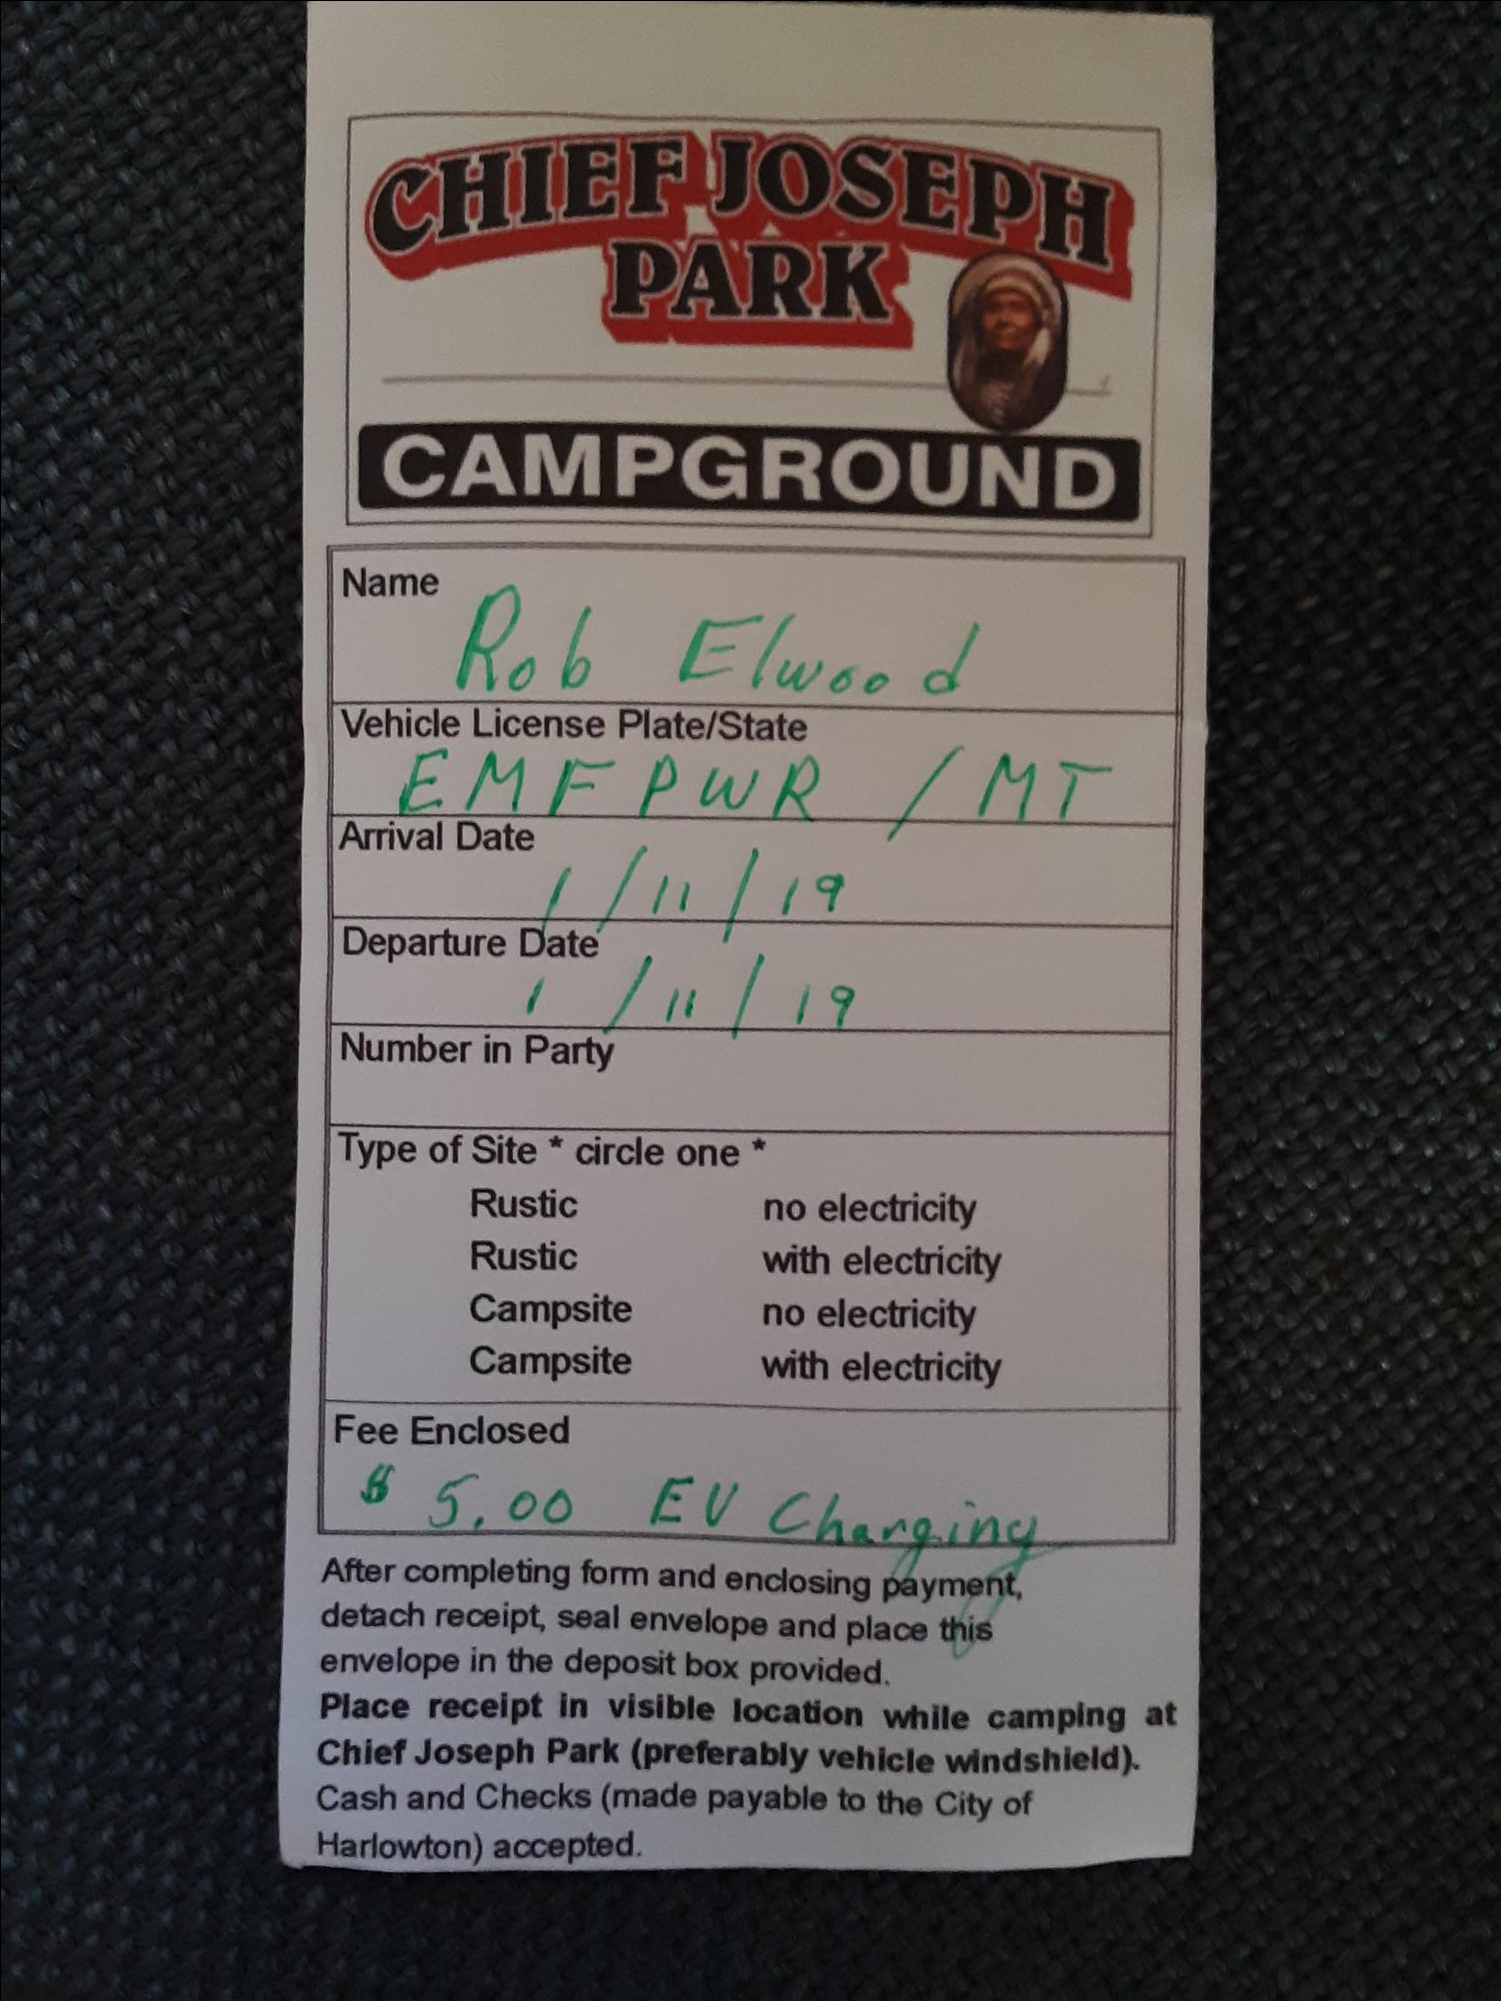 CHIEF JOSEPH
PARK
CAMPGROUND
Name
Rob Elwood
Vehicle License Plate/State
EMFPWR / MT
Arrival Date
1/11/19
Departure Date
1/11/19
Number in Party
Type of Site * circle one *
Rustic no electricity
Rustic with electricity
Campsite no electricity
Campsite with electricity
Fee Enclosed
$ 5.00 EV Charging
After completing form and enclosing payment,
detach receipt, seal envelope and place this
envelope in the deposit box provided.
Place receipt in visible location while camping at
Chief Joseph Park (preferably vehicle windshield).
Cash and Checks (made payable to the City of
Harlowton) accepted.